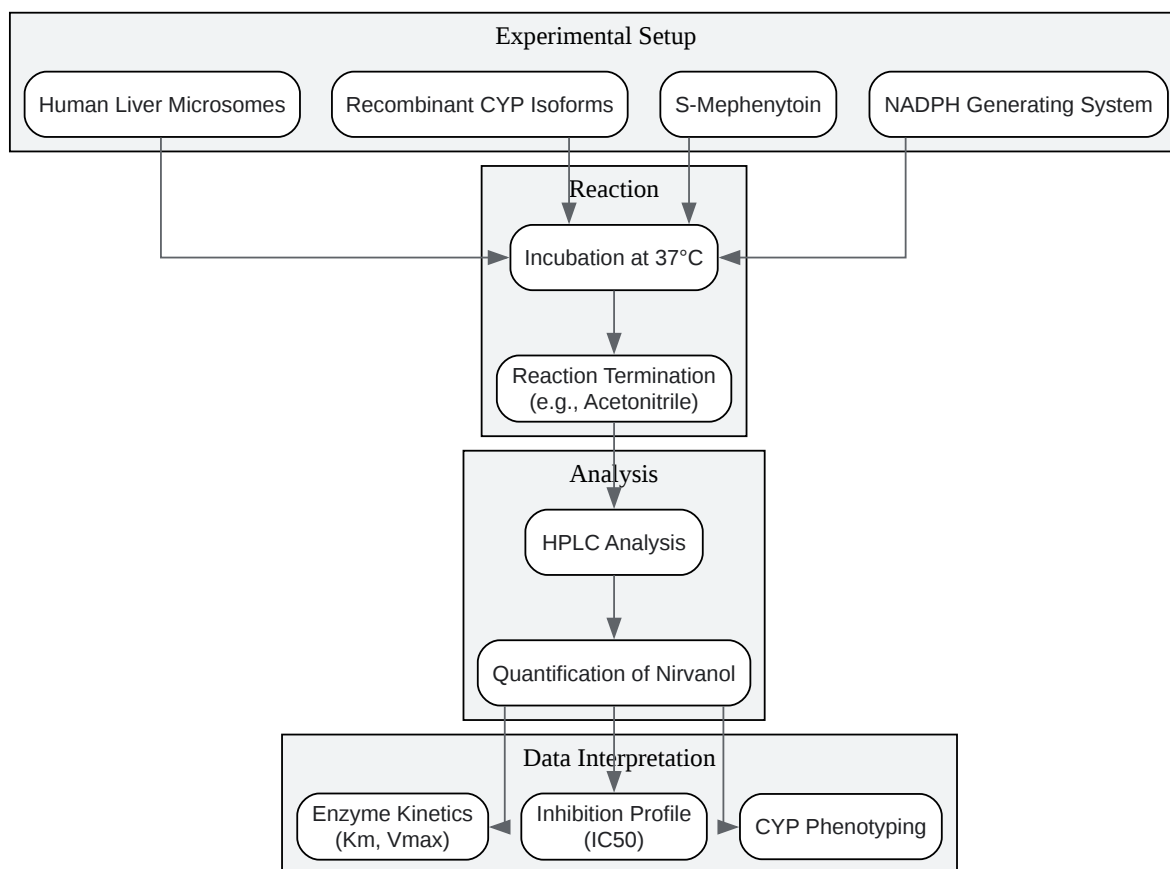 Experimental Setup
Human Liver Microsomes
Recombinant CYP Isoforms
S-Mephenytoin
NADPH Generating System
Reaction
Incubation at 37°C
Reaction Termination
(e.g., Acetonitrile)
Analysis
HPLC Analysis
Quantification of Nirvanol
Data Interpretation
Enzyme Kinetics
(Km, Vmax)
Inhibition Profile
(IC50)
CYP Phenotyping